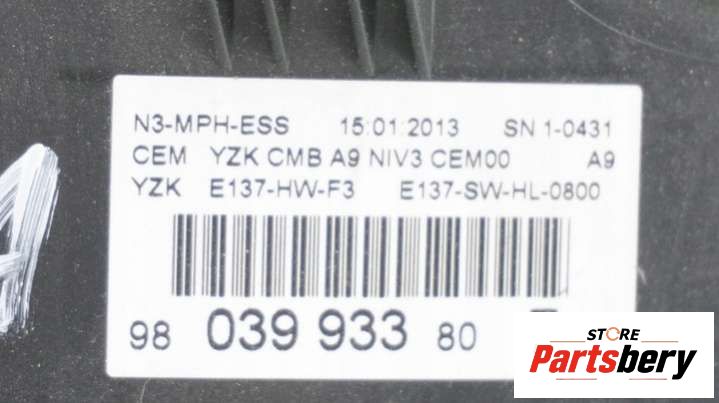 N3-MPH-ESS 15:01:2013 SN 1-0431
CEM YZK CMB A9 NIV3 CEM00 A9
YZK E137-HW-F3 E137-SW-HL-0800
98 039 933 80
STORE
Partsbery